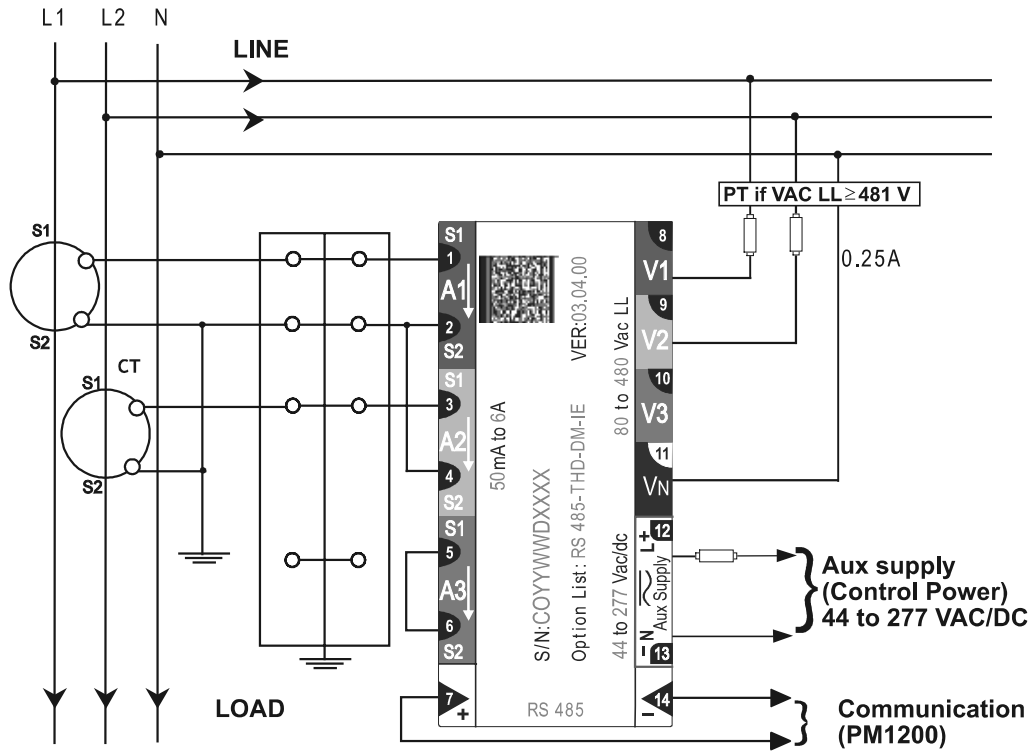 L1 L2 N
LINE
PT if VAC LL≥481 V
0.25A
S1
S2
CT
S1
S2
S1
1
A1
2
S2
S1
3
A2
4
S2
S1
5
A3
6
S2
7
+
50mA to 6A
S/N:COYYWWDXXXX
Option List: RS 485-THD-DM-IE
VER:03.04.00
80 to 480 Vac LL
44 to 277 Vac/dc
RS 485
8
V1
9
V2
10
V3
11
VN
12
L+
Aux Supply
N
−
13
14
−
Aux supply
(Control Power)
44 to 277 VAC/DC
LOAD
Communication
(PM1200)